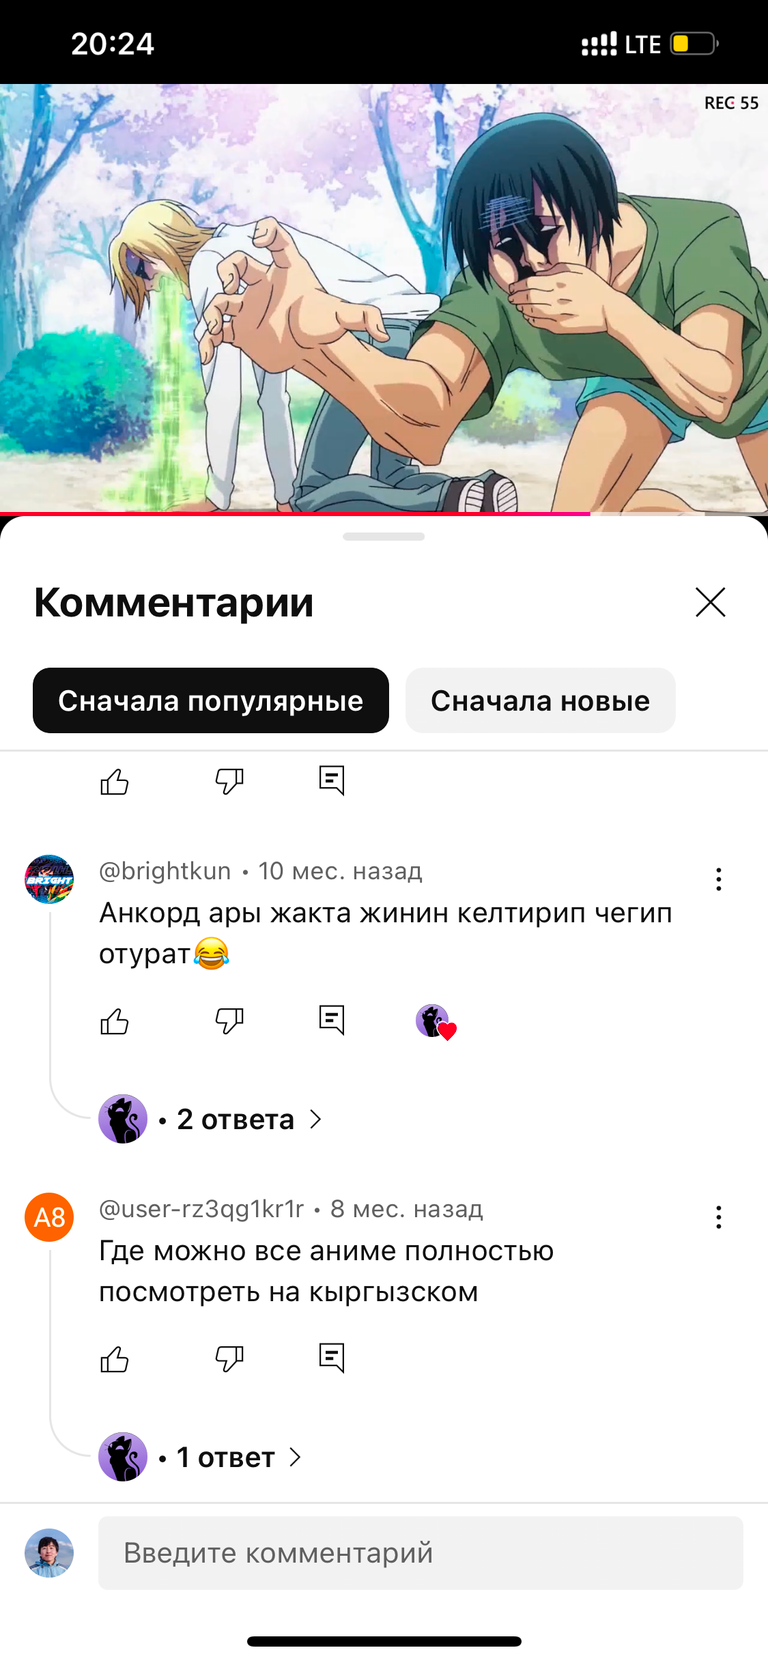 20:24
LTE
REC 55
Комментарии
Сначала популярные
Сначала новые
BRIGHT
@brightkun • 10 мес. назад
Анкорд ары жакта жинин келтирип чегип
отурат😂
• 2 ответа
A8
@user-rz3qg1kr1r • 8 мес. назад
Где можно все аниме полностью
посмотреть на кыргызском
• 1 ответ
Введите комментарий